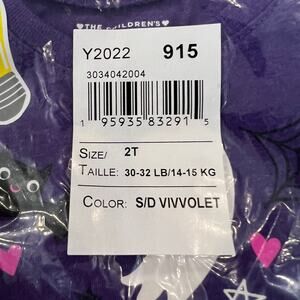 THE CHILDREN'S
Y2022 915
3034042004
1 95935 83291 5
SIZE/ 2T
TAILLE: 30-32 LB/14-15 KG
COLOR: S/D VIVVOLET